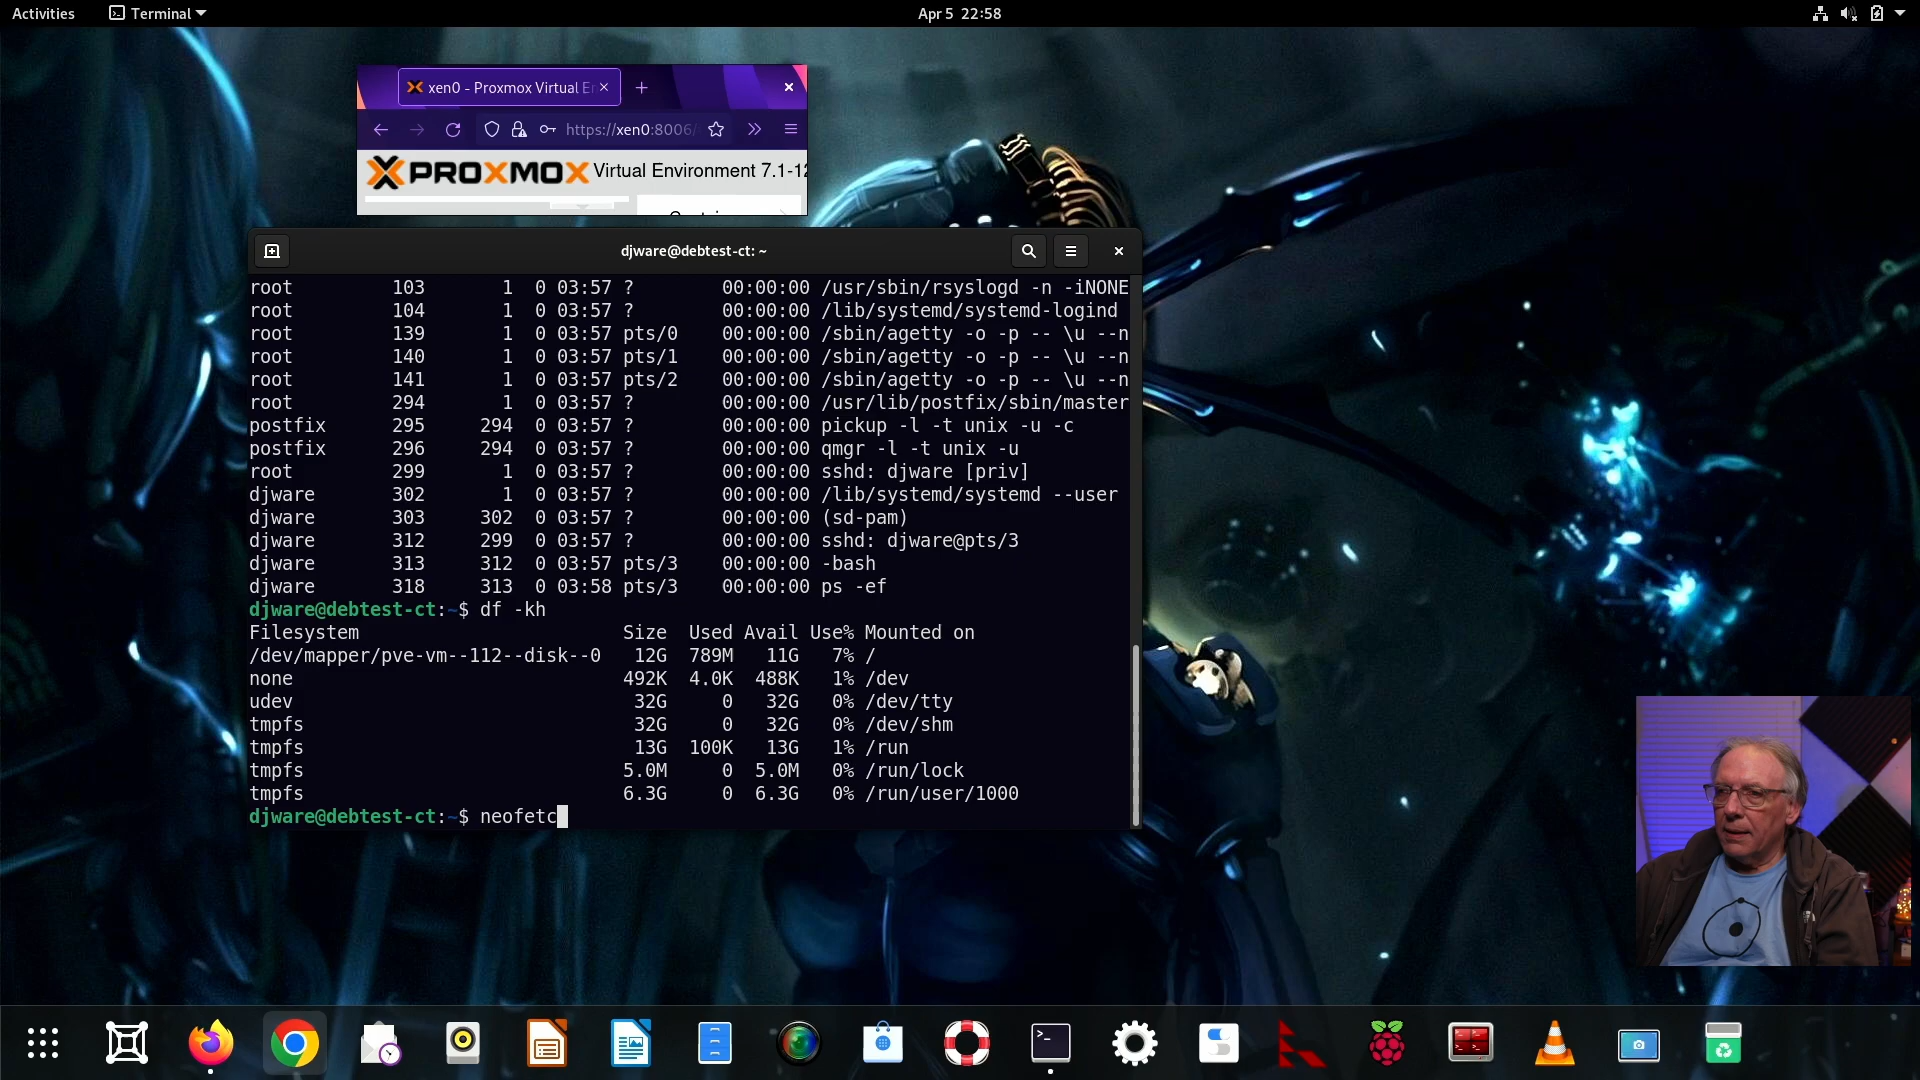 Activities Terminal Apr 5 22:58
xen0 - Proxmox Virtual E
https://xen0:8006/
PROXMOX Virtual Environment 7.1-12
djware@debtest-ct: ~
root 103 1 0 03:57 ? 00:00:00 /usr/sbin/rsyslogd -n -iNONE
root 104 1 0 03:57 ? 00:00:00 /lib/systemd/systemd-logind
root 139 1 0 03:57 pts/0 00:00:00 /sbin/agetty -o -p -- \u --n
root 140 1 0 03:57 pts/1 00:00:00 /sbin/agetty -o -p -- \u --n
root 141 1 0 03:57 pts/2 00:00:00 /sbin/agetty -o -p -- \u --n
root 294 1 0 03:57 ? 00:00:00 /usr/lib/postfix/sbin/master
postfix 295 294 0 03:57 ? 00:00:00 pickup -l -t unix -u -c
postfix 296 294 0 03:57 ? 00:00:00 qmgr -l -t unix -u
root 299 1 0 03:57 ? 00:00:00 sshd: djware [priv]
djware 302 1 0 03:57 ? 00:00:00 /lib/systemd/systemd --user
djware 303 302 0 03:57 ? 00:00:00 (sd-pam)
djware 312 299 0 03:57 ? 00:00:00 sshd: djware@pts/3
djware 313 312 0 03:57 pts/3 00:00:00 -bash
djware 318 313 0 03:58 pts/3 00:00:00 ps -ef
djware@debtest-ct:~$ df -kh
Filesystem Size Used Avail Use% Mounted on
/dev/mapper/pve-vm--112--disk--0 12G 789M 11G 7% /
none 492K 4.0K 488K 1% /dev
udev 32G 0 32G 0% /dev/tty
tmpfs 32G 0 32G 0% /dev/shm
tmpfs 13G 100K 13G 1% /run
tmpfs 5.0M 0 5.0M 0% /run/lock
tmpfs 6.3G 0 6.3G 0% /run/user/1000
djware@debtest-ct:~$ neofetc